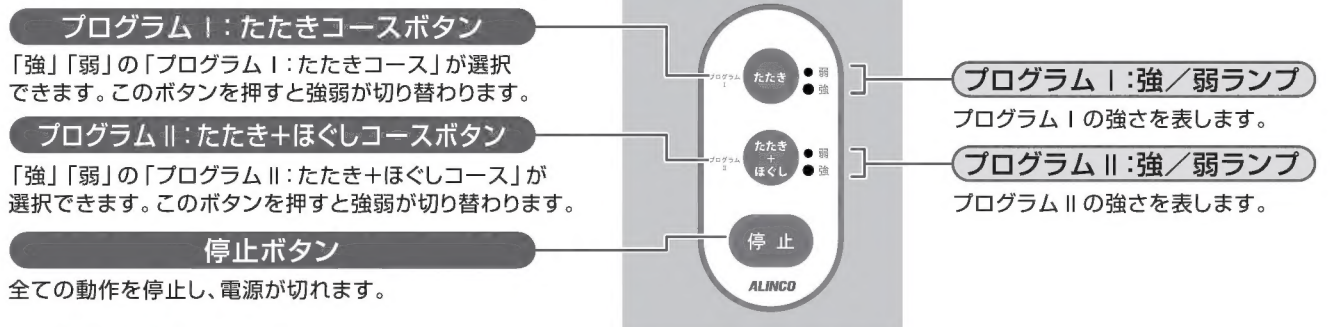 プログラムⅠ：たたきコースボタン
「強」「弱」の「プログラムⅠ：たたきコース」が選択
できます。このボタンを押すと強弱が切り替わります。
プログラムⅡ：たたき＋ほぐしコースボタン
「強」「弱」の「プログラムⅡ：たたき＋ほぐしコース」が
選択できます。このボタンを押すと強弱が切り替わります。
停止ボタン
全ての動作を停止し、電源が切れます。
プログラム
Ⅰ
たたき
弱
強
プログラム
Ⅱ
たたき
＋
ほぐし
弱
強
停止
ALINCO
プログラムⅠ：強／弱ランプ
プログラムⅠの強さを表します。
プログラムⅡ：強／弱ランプ
プログラムⅡの強さを表します。